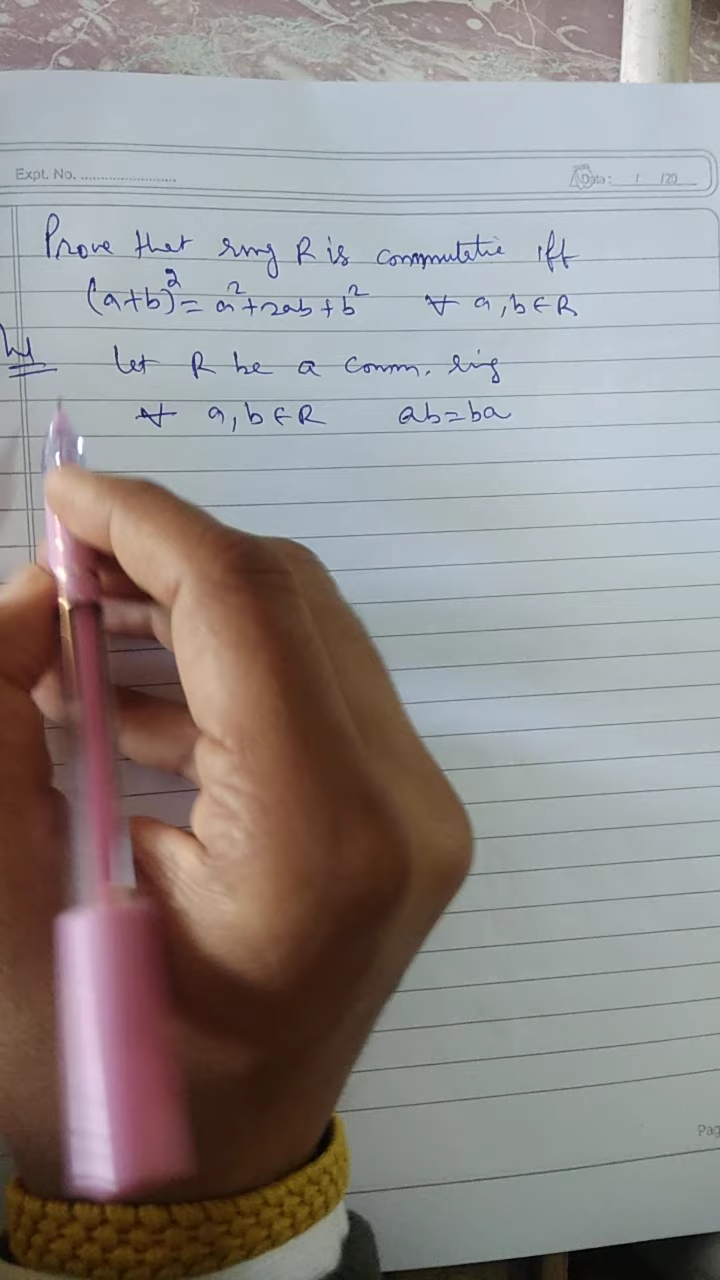 Expt. No. ........................
Date: / /20
Prove that ring R is commutative iff
(a+b)² = a² + 2ab + b² ∀ a, b ∈ R
Let R be a comm. ring
∀ a, b ∈ R ab = ba
Pag